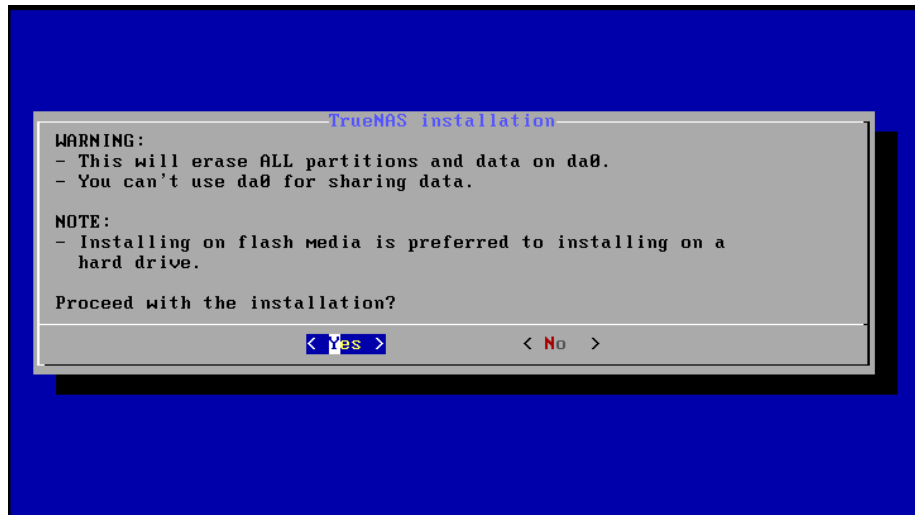 TrueNAS installation
WARNING:
- This will erase ALL partitions and data on da0.
- You can't use da0 for sharing data.
NOTE:
- Installing on flash media is preferred to installing on a
hard drive.
Proceed with the installation?
< Yes > < No >